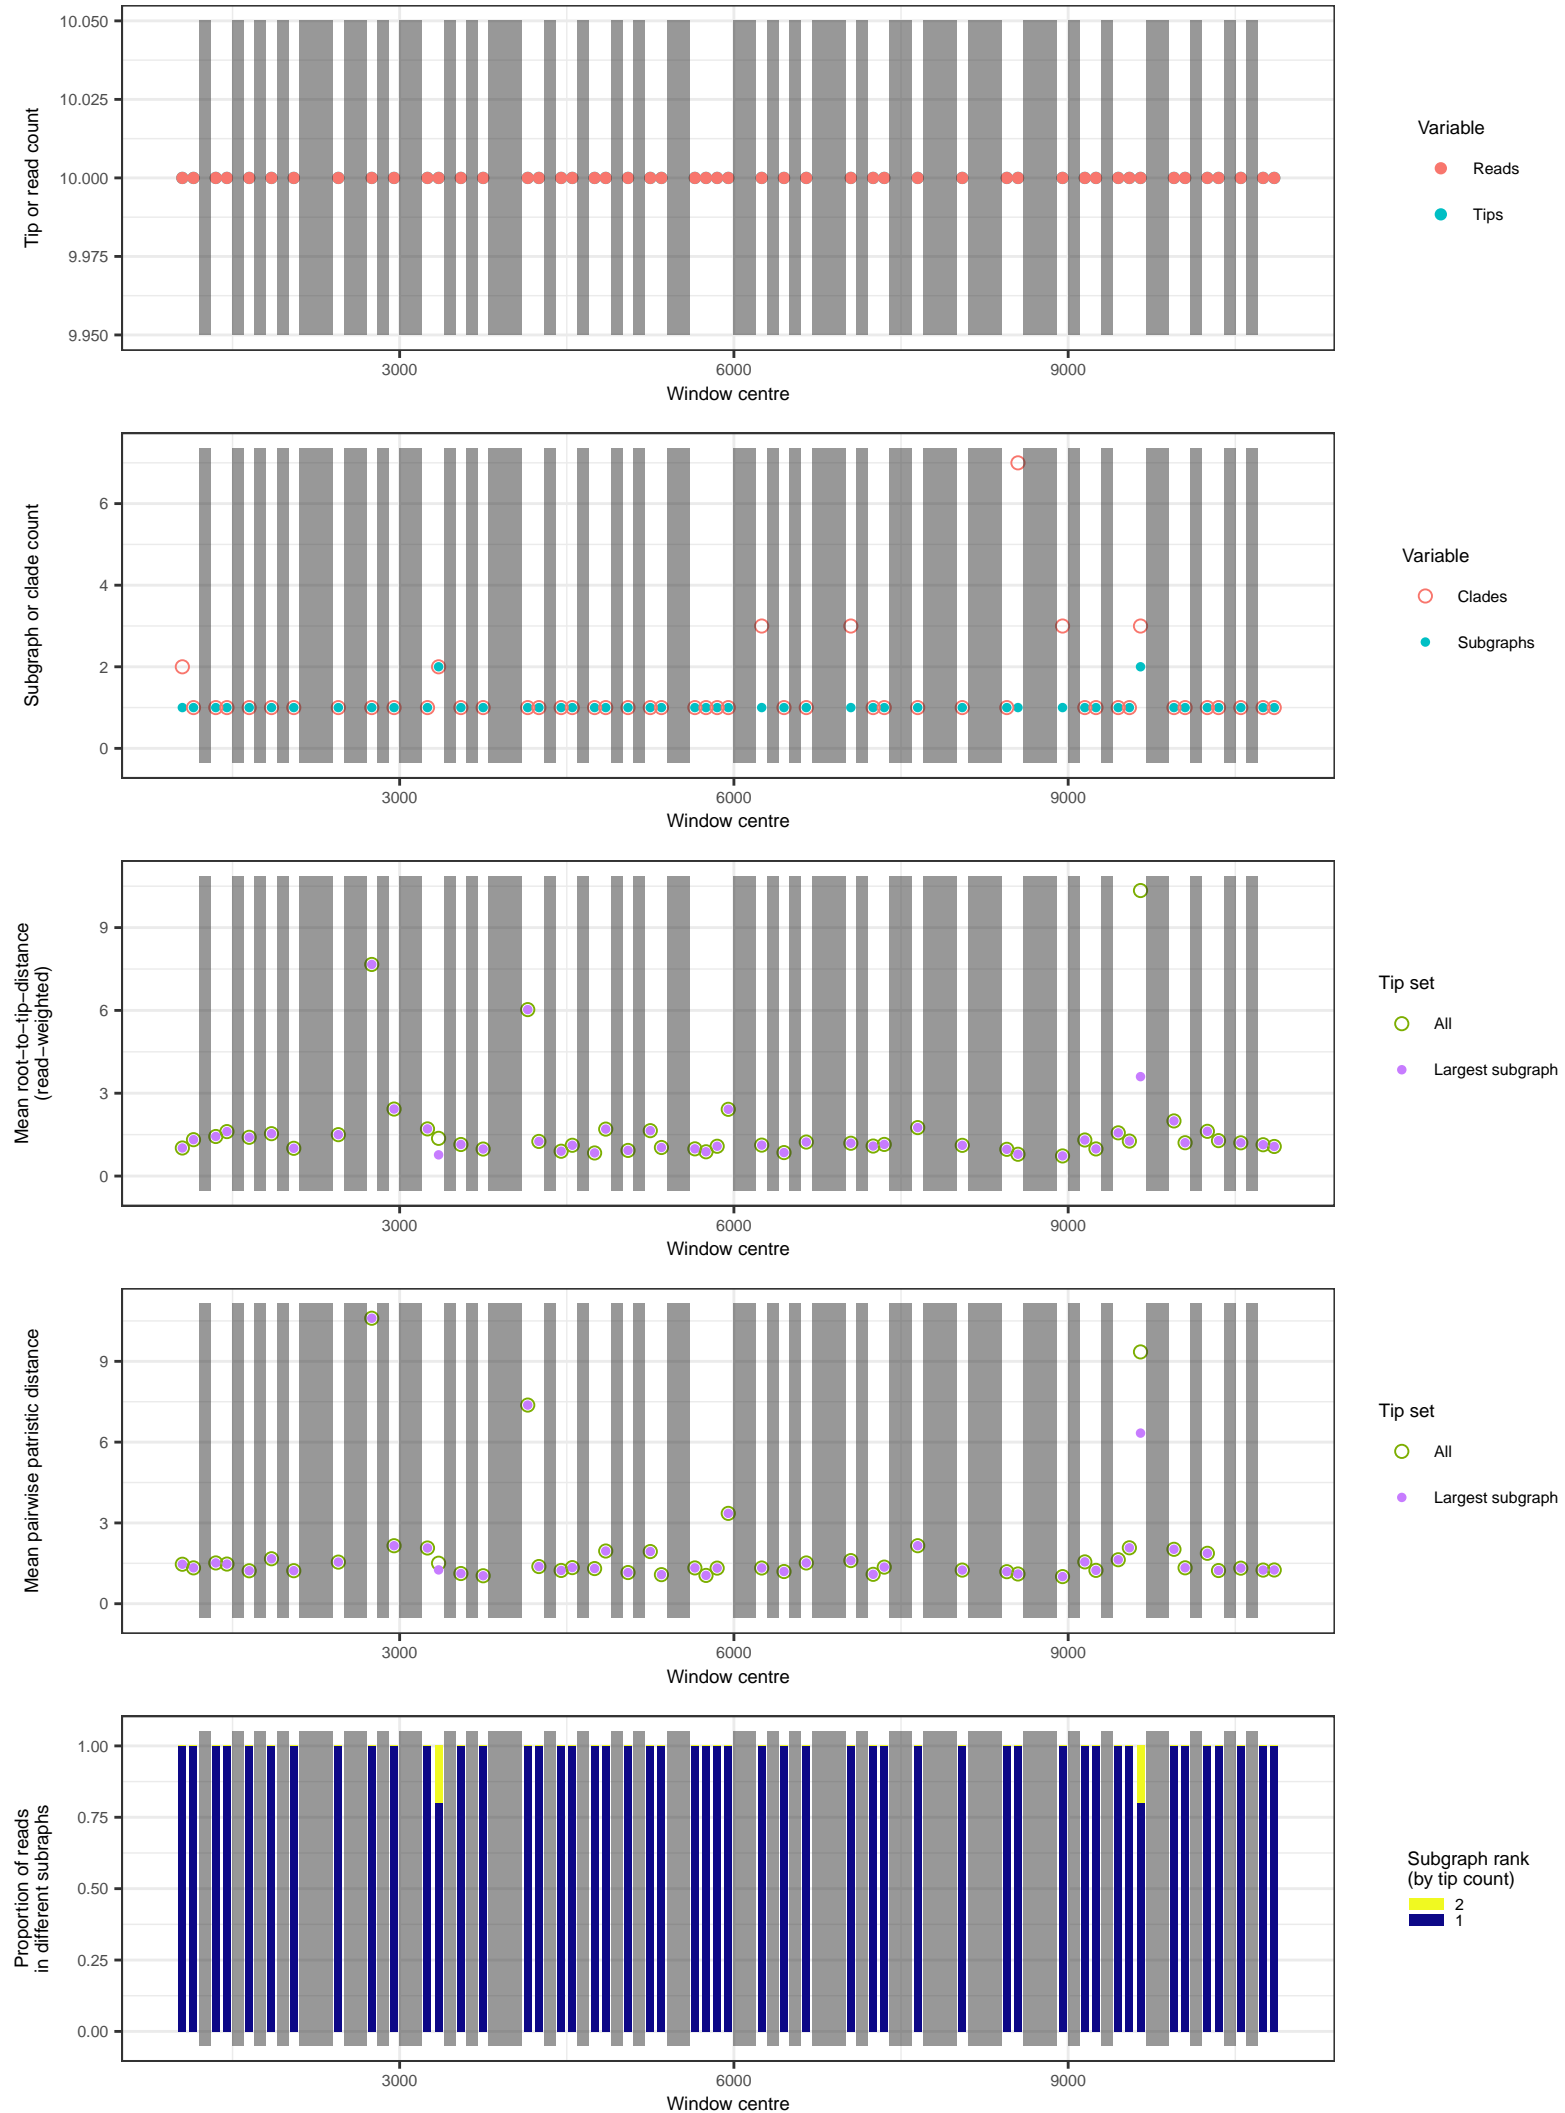 10.050
10.025
10.000
9.975
9.950
Tip or read count
3000
6000
9000
Window centre
Variable
Reads
Tips
6
4
2
0
Subgraph or clade count
3000
6000
9000
Window centre
Variable
Clades
Subgraphs
9
6
3
0
Mean root−to−tip−distance
(read−weighted)
3000
6000
9000
Window centre
Tip set
All
Largest subgraph
9
6
3
0
Mean pairwise patristic distance
3000
6000
9000
Window centre
Tip set
All
Largest subgraph
1.00
0.75
0.50
0.25
0.00
Proportion of reads
in different subraphs
3000
6000
9000
Window centre
Subgraph rank
(by tip count)
2
1